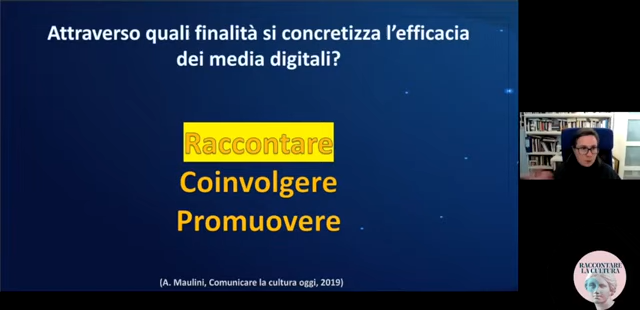 Attraverso quali finalità si concretizza l’efficacia
dei media digitali?
Raccontare
Coinvolgere
Promuovere
(A. Maulini, Comunicare la cultura oggi, 2019)
RACCONTARE
LA CULTURA